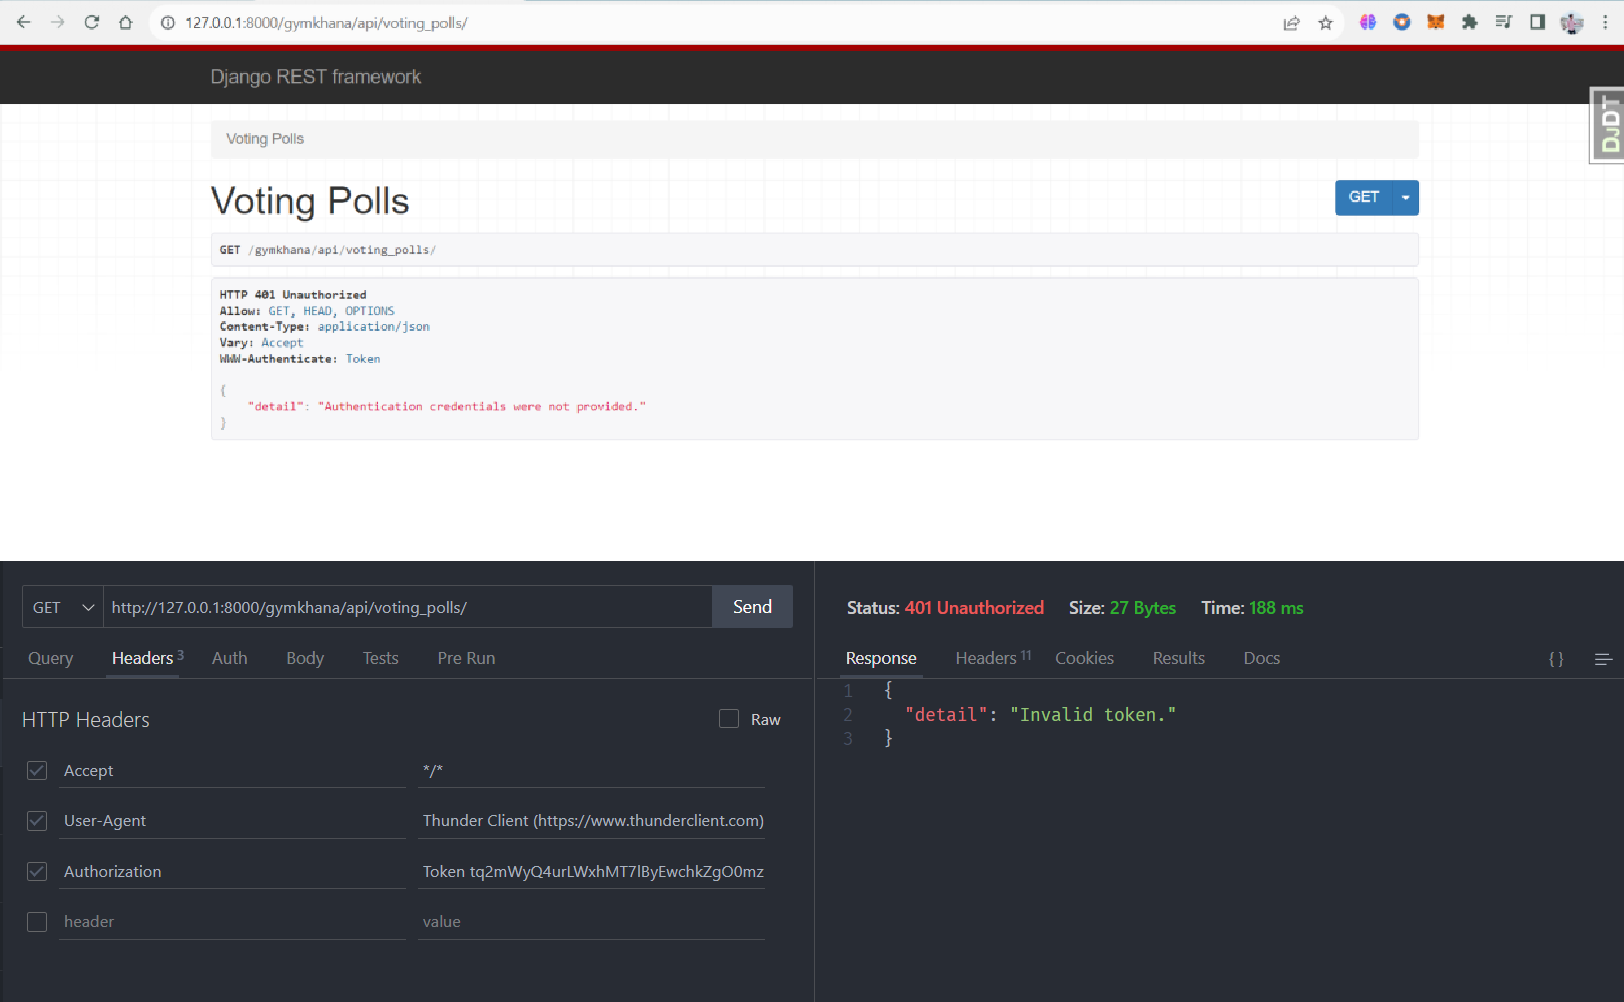 127.0.0.1:8000/gymkhana/api/voting_polls/
Django REST framework
DJDT
Voting Polls
Voting Polls
GET
GET /gymkhana/api/voting_polls/
HTTP 401 Unauthorized
Allow: GET, HEAD, OPTIONS
Content-Type: application/json
Vary: Accept
WWW-Authenticate: Token
{
"detail": "Authentication credentials were not provided."
}
GET http://127.0.0.1:8000/gymkhana/api/voting_polls/ Send
Query Headers 3 Auth Body Tests Pre Run
HTTP Headers Raw
Accept */*
User-Agent Thunder Client (https://www.thunderclient.com)
Authorization Token tq2mWyQ4urLWxhMT7lByEwchkZgO0mz
header value
Status: 401 Unauthorized Size: 27 Bytes Time: 188 ms
Response Headers 11 Cookies Results Docs { }
1 {
2 "detail": "Invalid token."
3 }